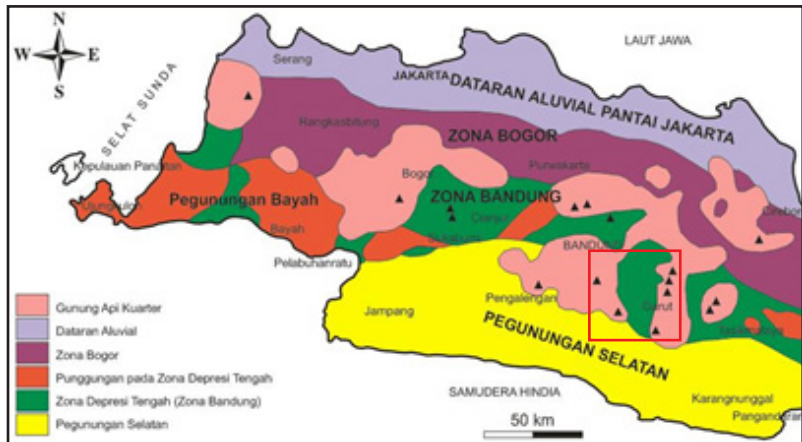 N
W E
S
LAUT JAWA
SELAT SUNDA
Serang
JAKARTA
DATARAN ALUVIAL PANTAI JAKARTA
Rangkasbitung
ZONA BOGOR
Kepulauan Panaitan
Ujungkulon
Pegunungan Bayah
Bogor
Purwakarta
ZONA BANDUNG
Cianjur
Cirebon
Bayah
Sukabumi
BANDUNG
Pelabuhanratu
Jampang
Pengalengan
Garut
Tasikmalaya
PEGUNUNGAN SELATAN
SAMUDERA HINDIA
Karangnunggal
Pangandaran
50 km
Gunung Api Kuarter
Dataran Aluvial
Zona Bogor
Punggungan pada Zona Depresi Tengah
Zona Depresi Tengah (Zona Bandung)
Pegunungan Selatan